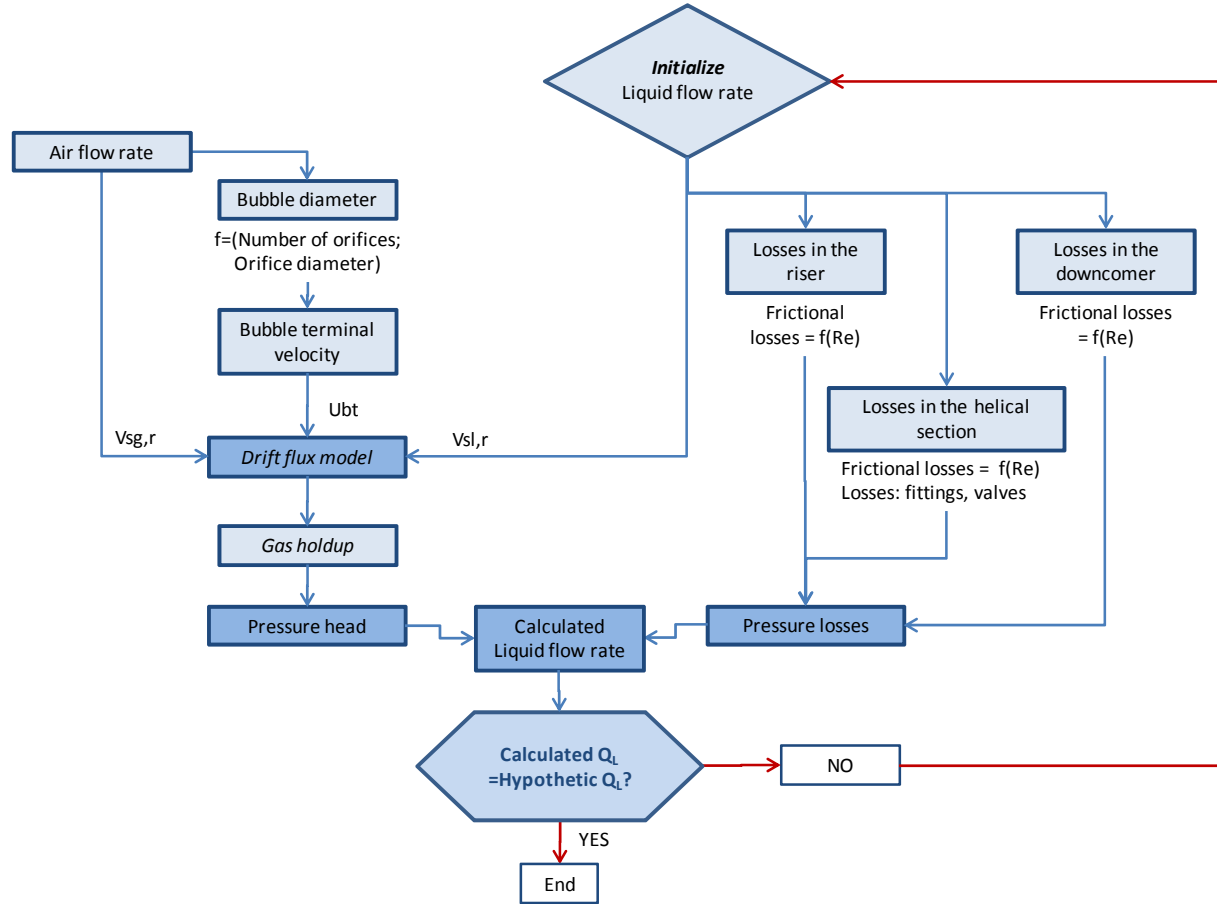 Initialize
Liquid flow rate
Air flow rate
Bubble diameter
f=(Number of orifices;
Orifice diameter)
Losses in the
riser
Losses in the
downcomer
Frictional
losses = f(Re)
Frictional losses
= f(Re)
Bubble terminal
velocity
Losses in the helical
section
Ubt
Vsg,r
Vsl,r
Drift flux model
Frictional losses = f(Re)
Losses: fittings, valves
Gas holdup
Pressure head
Calculated
Liquid flow rate
Pressure losses
Calculated QL
=Hypothetic QL?
NO
YES
End